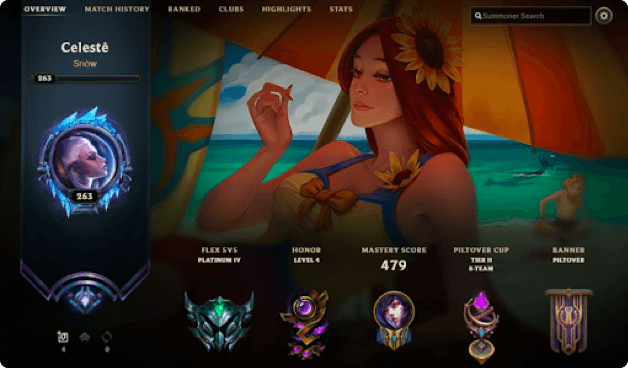 OVERVIEW MATCH HISTORY RANKED CLUBS HIGHLIGHTS STATS
Summoner Search
Celestê
Snòw
263
263
FLEX 5V5 HONOR MASTERY SCORE PILTOVER CUP BANNER
PLATINUM IV LEVEL 4 479 TIER II PILTOVER
8-TEAM
4 0